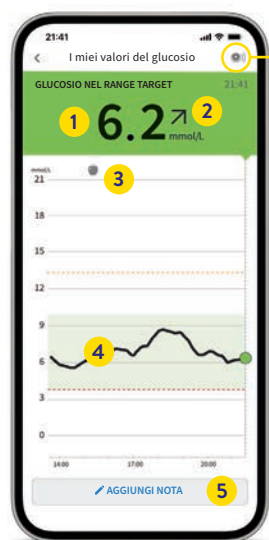 21:41
I miei valori del glucosio
GLUCOSIO NEL RANGE TARGET 21:41
1 6.2 2
mmol/L
mmol/L
3
21
18
15
12
9
4
6
3
0
14:00 17:00 20:00
AGGIUNGI NOTA 5